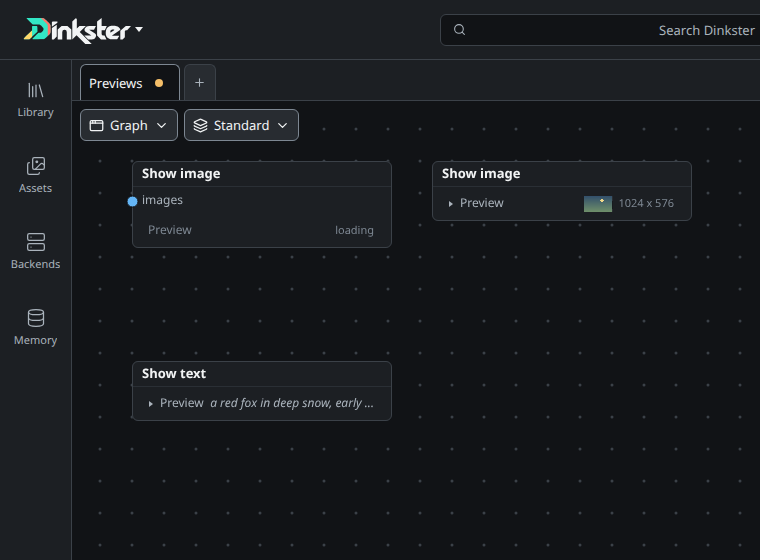 Dinkster
Search Dinkster
Library
Assets
Backends
Memory
Previews
+
Graph
Standard
Show image
images
Preview loading
Show image
Preview 1024 x 576
Show text
Preview a red fox in deep snow, early ...